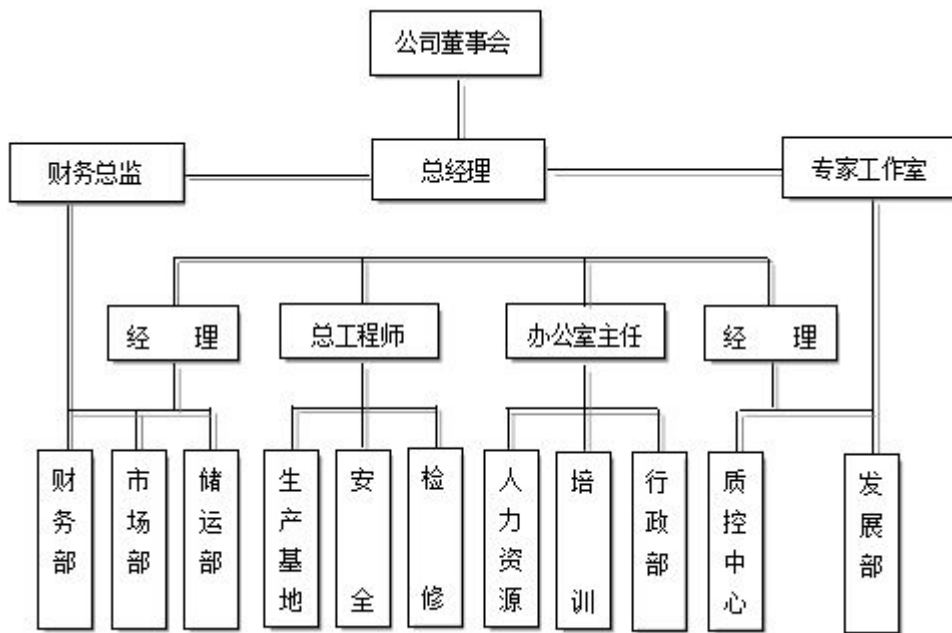 公司董事会
财务总监
总经理
专家工作室
经 理
总工程师
办公室主任
经 理
财务部
市场部
储运部
生产基地
安全
检修
人力资源
培训
行政部
质控中心
发展部